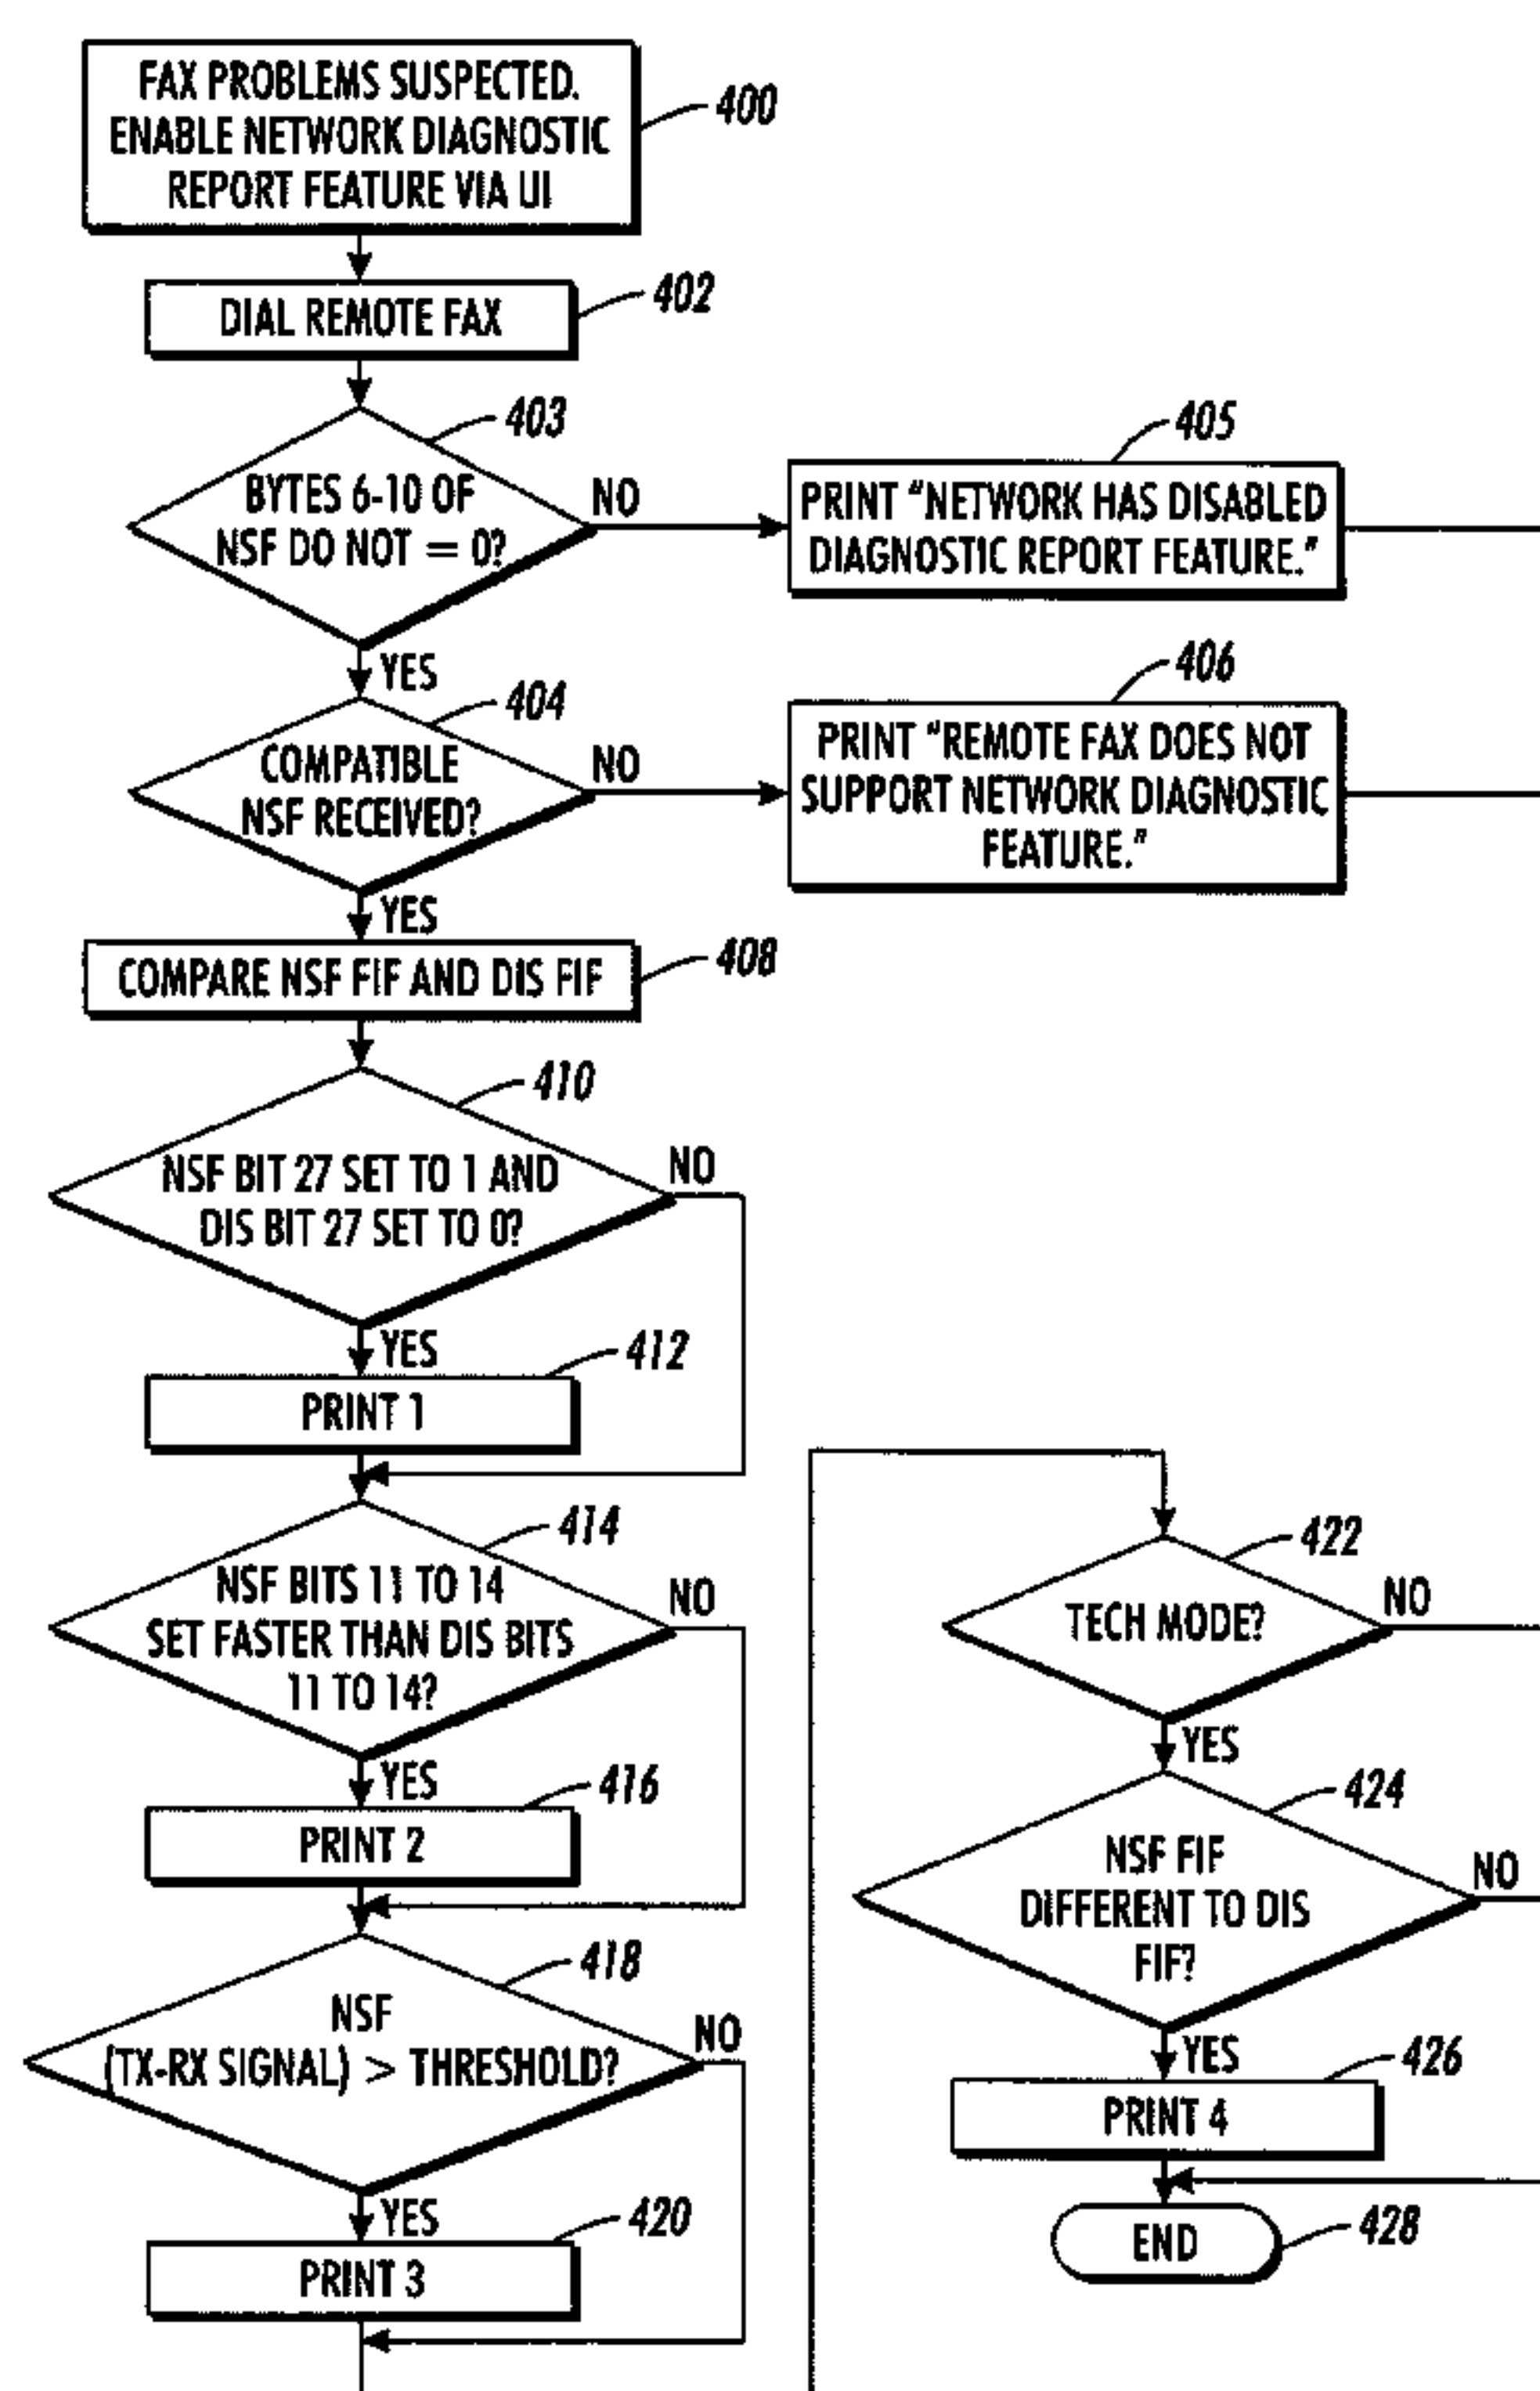 FAX PROBLEMS SUSPECTED.
ENABLE NETWORK DIAGNOSTIC
REPORT FEATURE VIA UI
400
DIAL REMOTE FAX
402
403
BYTES 6-10 OF
NSF DO NOT = 0?
NO
YES
405
PRINT “NETWORK HAS DISABLED
DIAGNOSTIC REPORT FEATURE.”
404
COMPATIBLE
NSF RECEIVED?
NO
YES
406
PRINT “REMOTE FAX DOES NOT
SUPPORT NETWORK DIAGNOSTIC
FEATURE.”
COMPARE NSF FIF AND DIS FIF
408
410
NSF BIT 27 SET TO 1 AND
DIS BIT 27 SET TO 0?
NO
YES
412
PRINT 1
414
NSF BITS 11 TO 14
SET FASTER THAN DIS BITS
11 TO 14?
NO
YES
416
PRINT 2
418
NSF
(TX-RX SIGNAL) > THRESHOLD?
NO
YES
420
PRINT 3
422
TECH MODE?
NO
YES
424
NSF FIF
DIFFERENT TO DIS
FIF?
NO
YES
426
PRINT 4
END
428